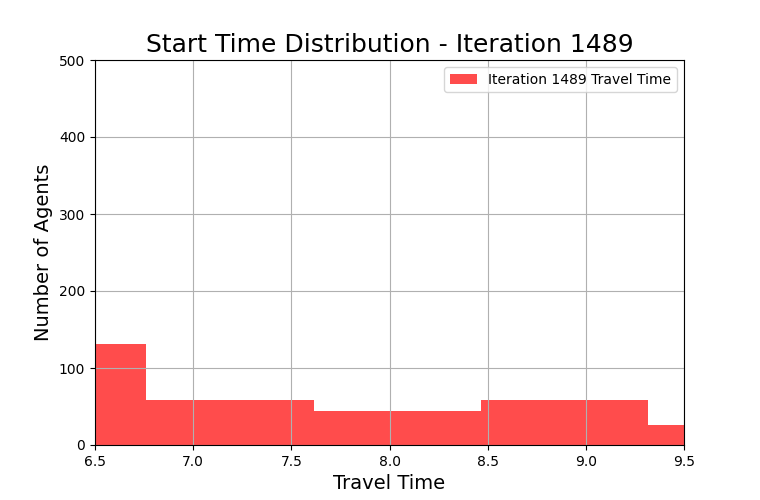 Start Time Distribution - Iteration 1489
Iteration 1489 Travel Time
Number of Agents
500
400
300
200
100
0
6.5 7.0 7.5 8.0 8.5 9.0 9.5
Travel Time